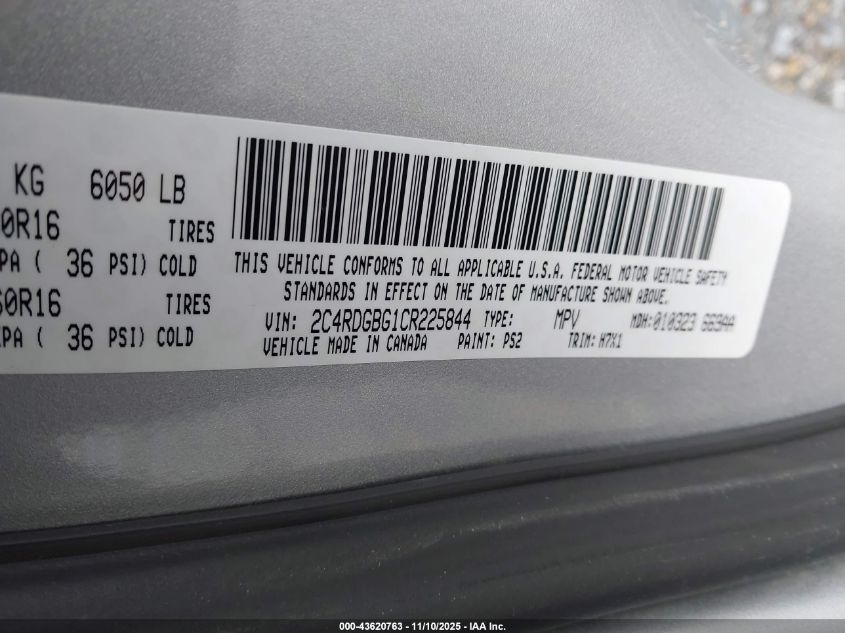 KG 6050 LB
0R16 TIRES
PA ( 36 PSI) COLD
60R16 TIRES
KPA ( 36 PSI) COLD
THIS VEHICLE CONFORMS TO ALL APPLICABLE U.S.A. FEDERAL MOTOR VEHICLE SAFETY
STANDARDS IN EFFECT ON THE DATE OF MANUFACTURE SHOWN ABOVE.
VIN: 2C4RDGBG1CR225844 TYPE: MPV MDH:010323 669AA
VEHICLE MADE IN CANADA PAINT: PS2 TRIM: H7X1
000-43620763 - 11/10/2025 - IAA Inc.